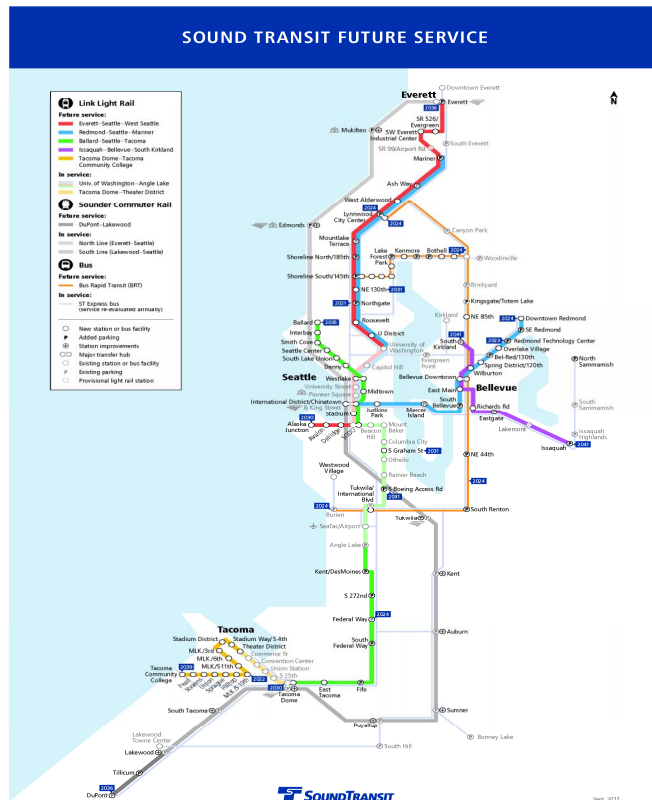 SOUND TRANSIT FUTURE SERVICE
Link Light Rail
Future service:
Everett–Seattle–West Seattle
Redmond–Seattle–Mariner
Ballard–Seattle–Tacoma
Issaquah–Bellevue–South Kirkland
Tacoma Dome–Tacoma
Community College
In service:
Univ. of Washington–Angle Lake
Tacoma Dome–Theater District
Sounder Commuter Rail
Future service:
DuPont–Lakewood
In service:
North Line (Everett–Seattle)
South Line (Lakewood–Seattle)
Bus
Future service:
Bus Rapid Transit (BRT)
In service:
ST Express bus
(service re-evaluated annually)
New station or bus facility
P Added parking
Station improvements
Major transfer hub
Existing station or bus facility
P Existing parking
Provisional light rail station
N
Downtown Everett
Everett
P Everett
2036
SR 526/
Evergreen
Mukilteo
SW Everett
Industrial Center
South Everett
SR 99/Airport Rd
Mariner
Ash Way
West Alderwood
2024
Lynnwood
City Center
2024
Edmonds
Canyon Park
Mountlake
Terrace
Lake
Forest
Park
Kenmore
Bothell
2024
Shoreline North/185th
Woodinville
Shoreline South/145th
NE 130th
2031
Brickyard
2021
Northgate
Kingsgate/Totem Lake
Ballard
2035
Roosevelt
Kirkland
NE 85th
2024
Downtown Redmond
Interbay
U District
SE Redmond
Smith Cove
2041
South
Kirkland
2023
Redmond Technology Center
Seattle Center
University of
Washington
Overlake Village
South Lake Union
Evergreen
Point
Bel-Red/130th
North
Sammamish
Denny
Capitol Hill
Spring District/120th
Wilburton
Seattle
Westlake
Bellevue Downtown
University Street
Midtown
East Main
Bellevue
Pioneer Square
International District/Chinatown
& King Street
Judkins
Park
Mercer
Island
South
Bellevue
Richards Rd
South
Sammamish
Stadium
Eastgate
2030
Alaska
Junction
Avalon
Delridge
SODO
Beacon
Hill
Mount
Baker
Lakemont
Issaquah
Highlands
Columbia City
Issaquah
2041
S Graham St
2031
NE 44th
Othello
Westwood
Village
Rainier Beach
2024
Tukwila/
International
Blvd
S Boeing Access Rd
2031
2024
Burien
South Renton
Tukwila
SeaTac/Airport
Angle Lake
Kent/DesMoines
Kent
S 272nd
2024
Federal Way
Auburn
South
Federal Way
Tacoma
Stadium District
Stadium Way/S 4th
Theater District
MLK/3rd
Commerce St
MLK/6th
Convention Center
2039
Tacoma
Community
College
MLK/S 11th
Union Station
S 25th
Pearl
Stevens
Union
Sprague
Hilltop
MLK/S 19th
2022
2030
Tacoma
Dome
East
Tacoma
Fife
South Tacoma
Sumner
Puyallup
Lakewood
Towne Center
Bonney Lake
South Hill
Lakewood
Tillicum
2036
DuPont
SOUNDTRANSIT
Sept. 2017